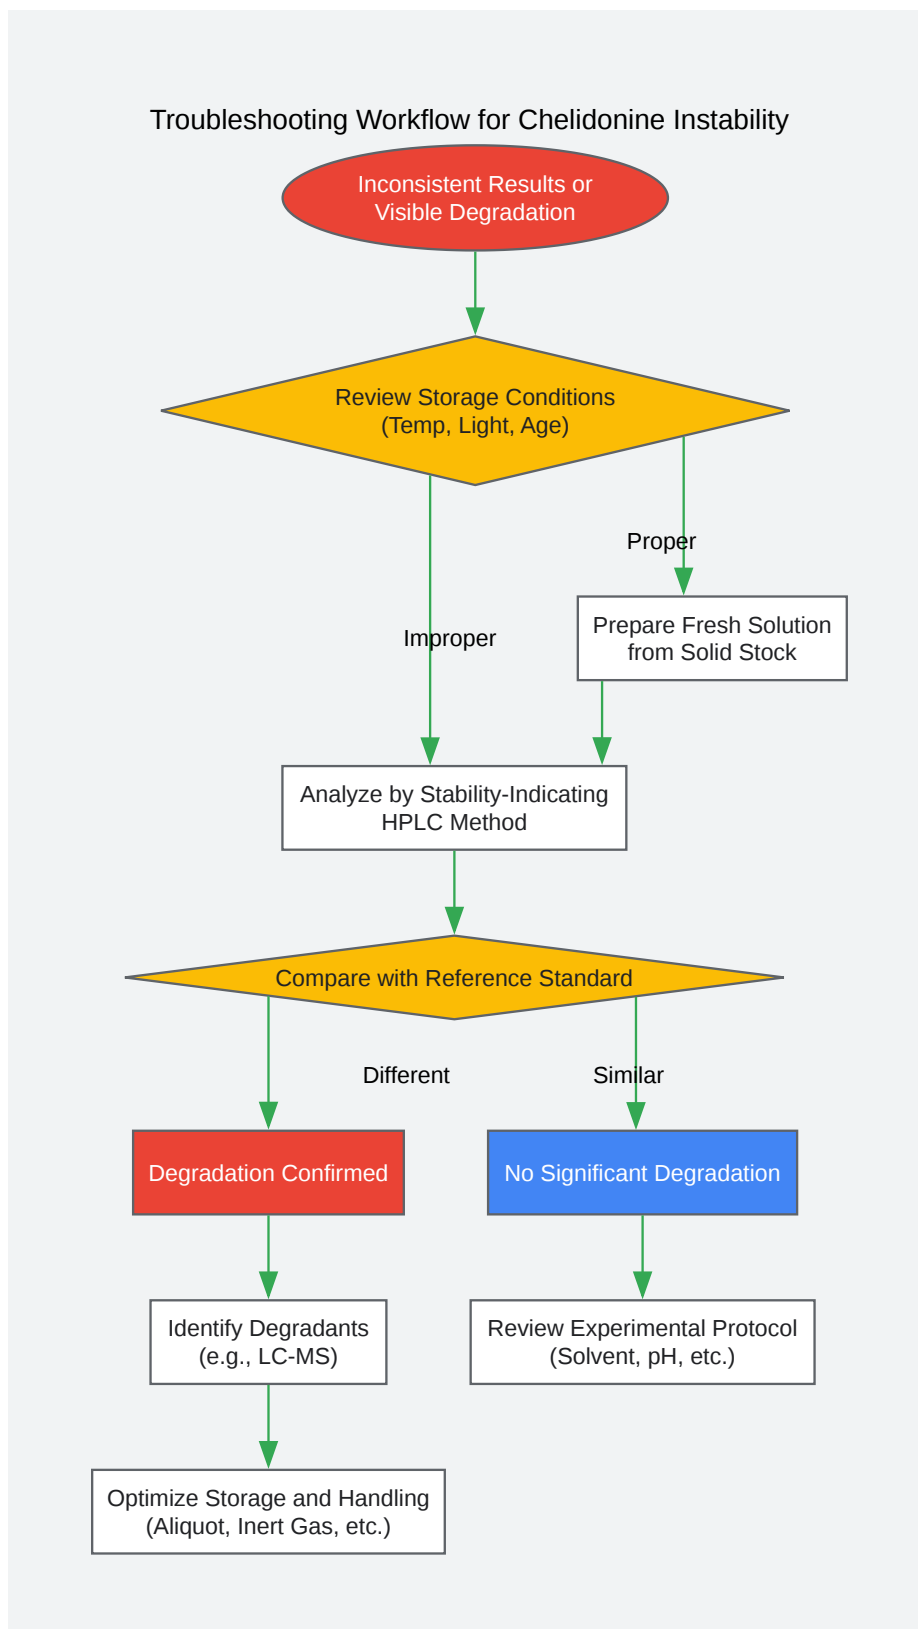 Troubleshooting Workflow for Chelidonine Instability
Inconsistent Results or
Visible Degradation
Review Storage Conditions
(Temp, Light, Age)
Proper
Prepare Fresh Solution
from Solid Stock
Improper
Analyze by Stability-Indicating
HPLC Method
Compare with Reference Standard
Different
Similar
Degradation Confirmed
No Significant Degradation
Identify Degradants
(e.g., LC-MS)
Review Experimental Protocol
(Solvent, pH, etc.)
Optimize Storage and Handling
(Aliquot, Inert Gas, etc.)